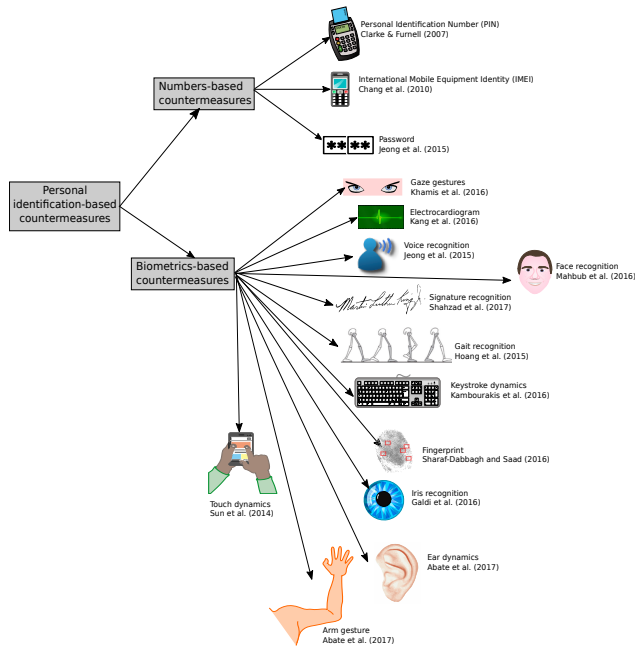 Personal Identification Number (PIN)
Clarke & Furnell (2007)
Numbers-based
countermeasures
International Mobile Equipment Identity (IMEI)
Chang et al. (2010)
Password
Jeong et al. (2015)
Personal
identification-based
countermeasures
Gaze gestures
Khamis et al. (2016)
Electrocardigram
Kang et al. (2016)
Voice recognition
Jeong et al. (2015)
Biometrics-based
countermeasures
Face recognition
Mahbub et al. (2016)
Signature recognition
Shahzad et al. (2017)
Gait recognition
Hoang et al. (2015)
Keystroke dynamics
Kambourakis et al. (2016)
Fingerprint
Sharaf-Dabbagh and Saad (2016)
Iris recognition
Galdi et al. (2016)
Touch dynamics
Sun et al. (2014)
Ear dynamics
Abate et al. (2017)
Arm gesture
Abate et al. (2017)